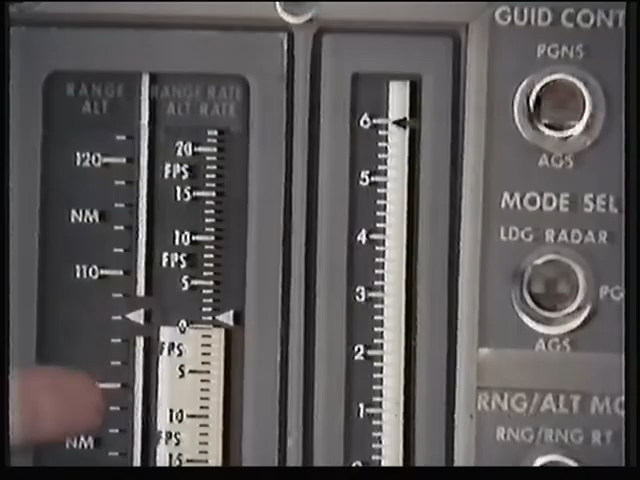 RANGE
ALT
120
NM
110
NM
RANGE RATE
ALT RATE
20
FPS
15
10
FPS
5
0
FPS
5
10
FPS
15
6
5
4
3
2
1
GUID CONT
PGNS
AGS
MODE SEL
LDG RADAR
PG
AGS
RNG/ALT MO
RNG/RNG RT